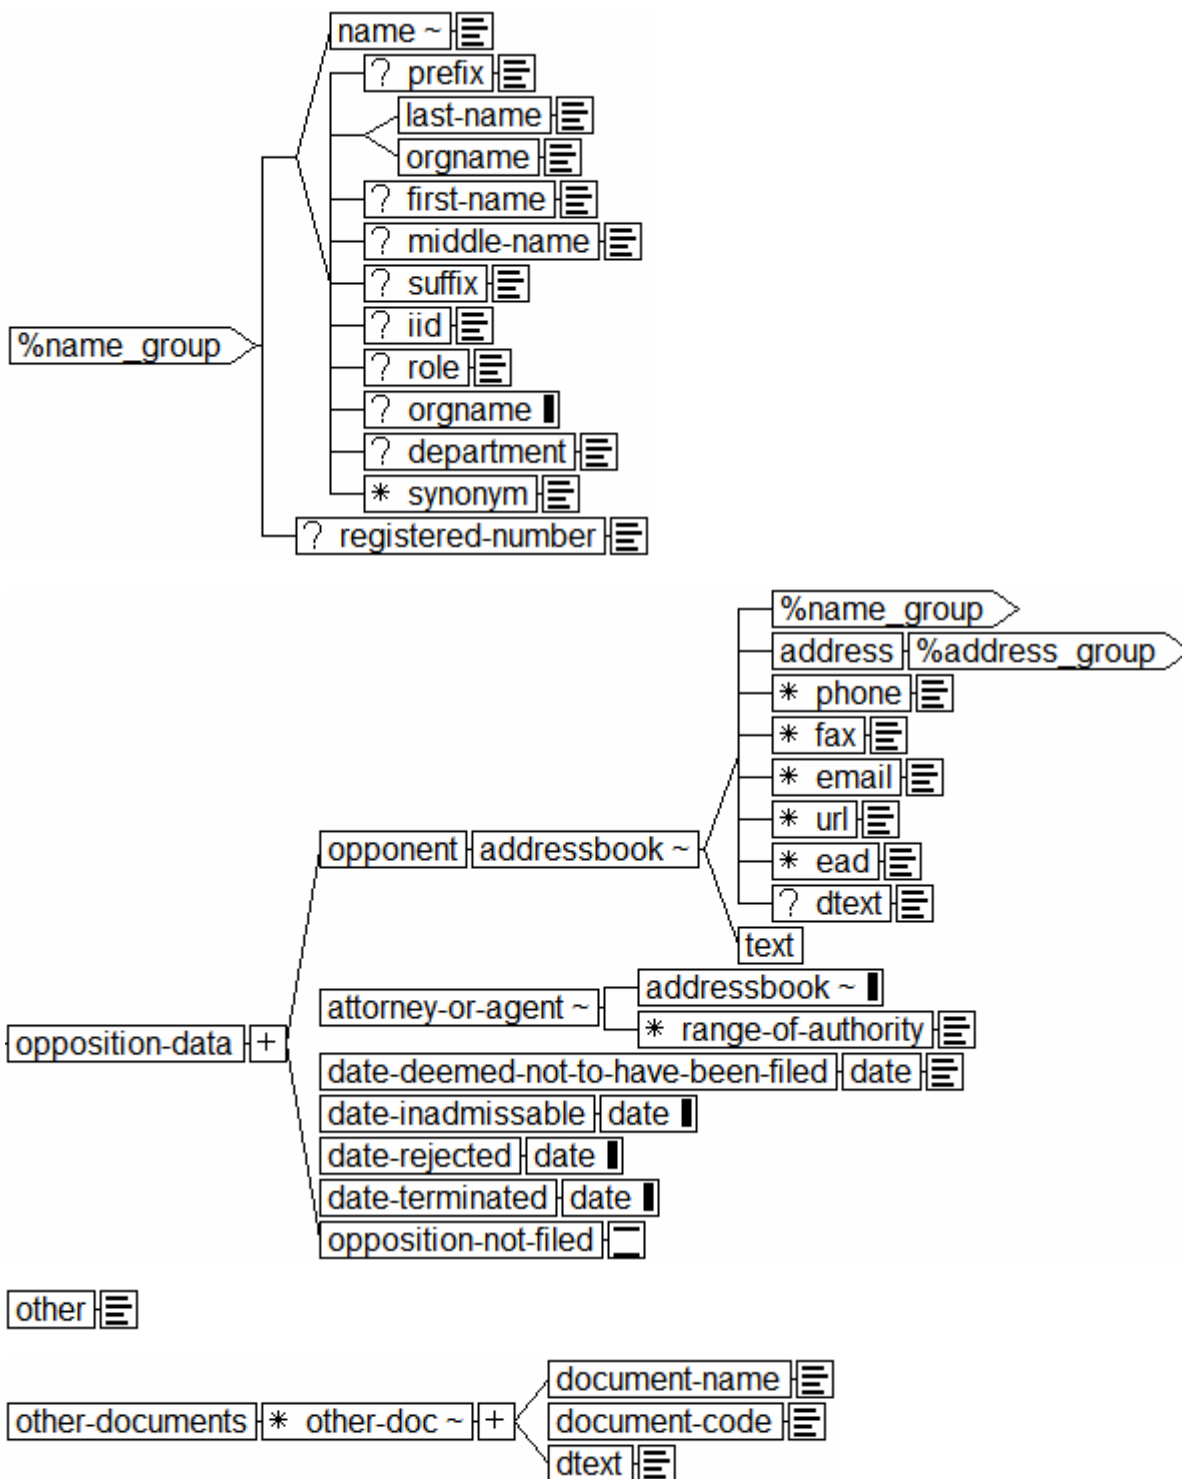 name ~
? prefix
last-name
orgname
? first-name
? middle-name
? suffix
? iid
%name_group
? role
? orgname
? department
* synonym
? registered-number
%name_group
address %address_group
* phone
* fax
* email
* url
opponent addressbook ~
* ead
? dtext
text
addressbook ~
attorney-or-agent ~
* range-of-authority
opposition-data +
date-deemed-not-to-have-been-filed date
date-inadmissable date
date-rejected date
date-terminated date
opposition-not-filed
other
document-name
other-documents * other-doc ~ + document-code
dtext